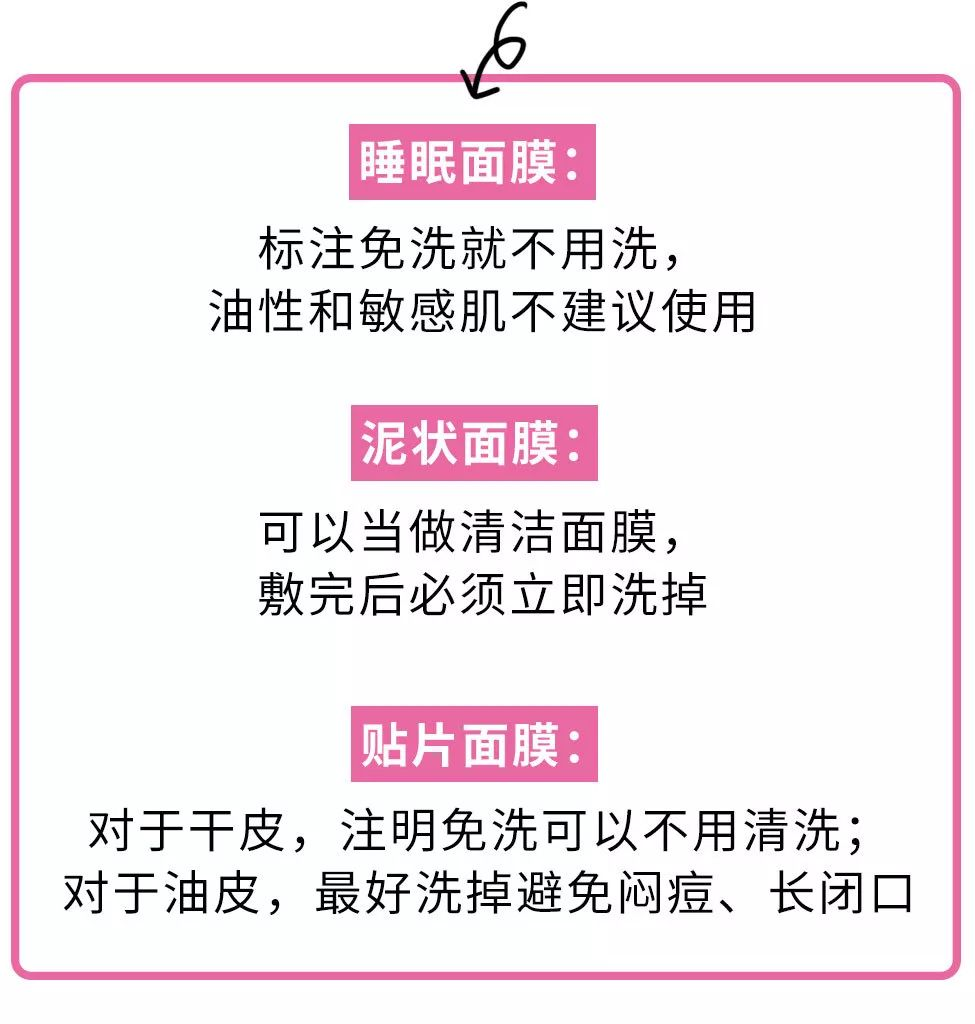 睡眠面膜：
标注免洗就不用洗，
油性和敏感肌不建议使用
泥状面膜：
可以当做清洁面膜，
敷完后必须立即洗掉
贴片面膜：
对于干皮，注明免洗可以不用清洗；
对于油皮，最好洗掉避免闷痘、长闭口